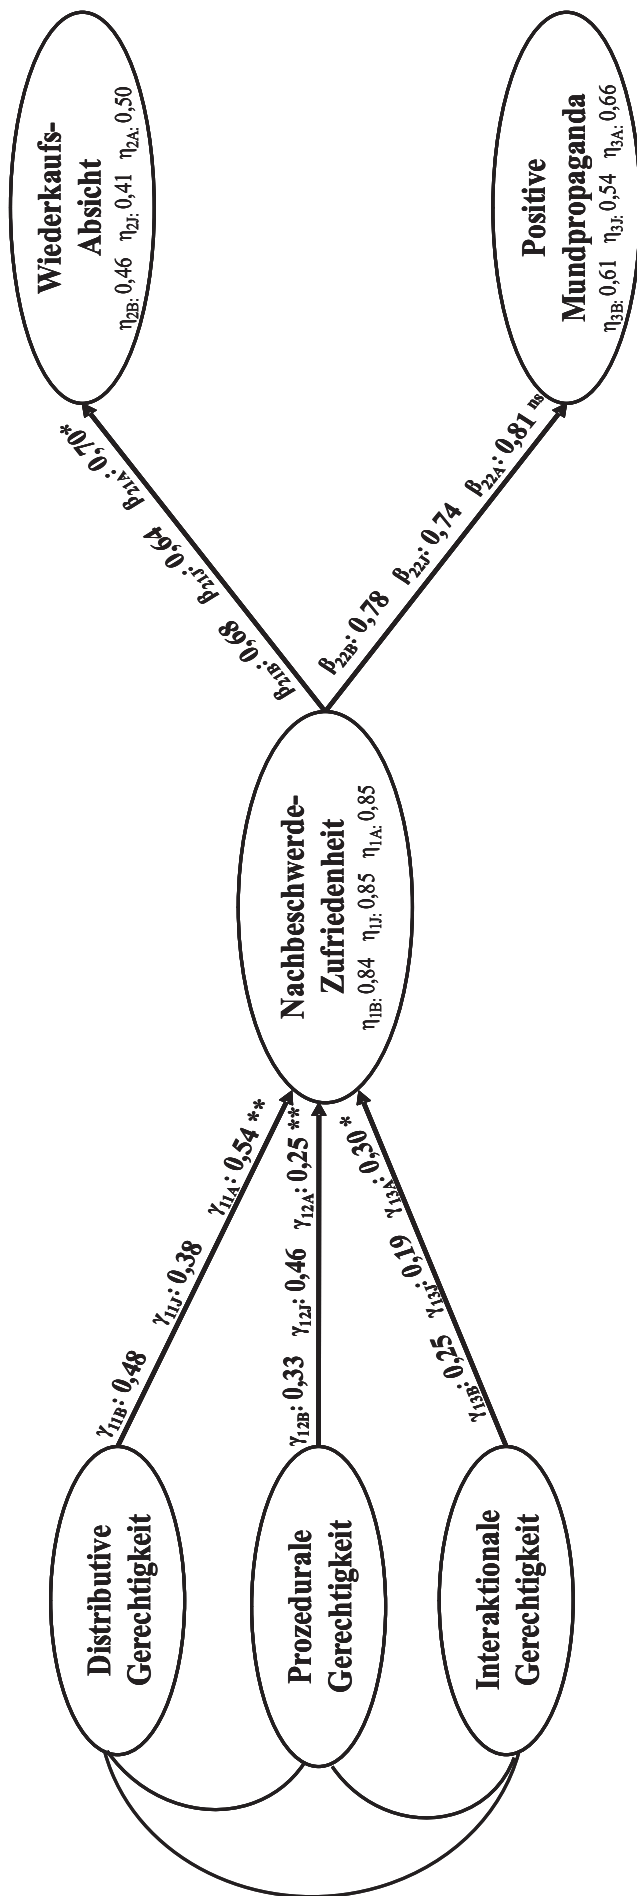 Distributive
Gerechtigkeit
Prozedurale
Gerechtigkeit
Interaktionale
Gerechtigkeit
γ11B: 0,48 γ11J: 0,38 γ11A: 0,54 **
γ12B: 0,33 γ12J: 0,46 γ12A: 0,25 **
γ13B: 0,25 γ13J: 0,19 γ13A: 0,30 *
Nachbeschwerde-
Zufriedenheit
η1B: 0,84 η1J: 0,85 η1A: 0,85
β21B: 0,68 β21J: 0,64 β21A: 0,70*
β22B: 0,78 β22J: 0,74 β22A: 0,81 ns
Wiederkaufs-
Absicht
η2B: 0,46 η2J: 0,41 η2A: 0,50
Positive
Mundpropaganda
η3B: 0,61 η3J: 0,54 η3A: 0,66